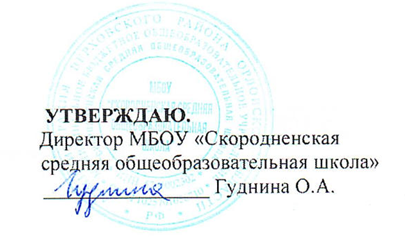 УТВЕРЖДАЮ.
Директор МБОУ «Скородненская
средняя общеобразовательная школа»
Гуднина О.А.